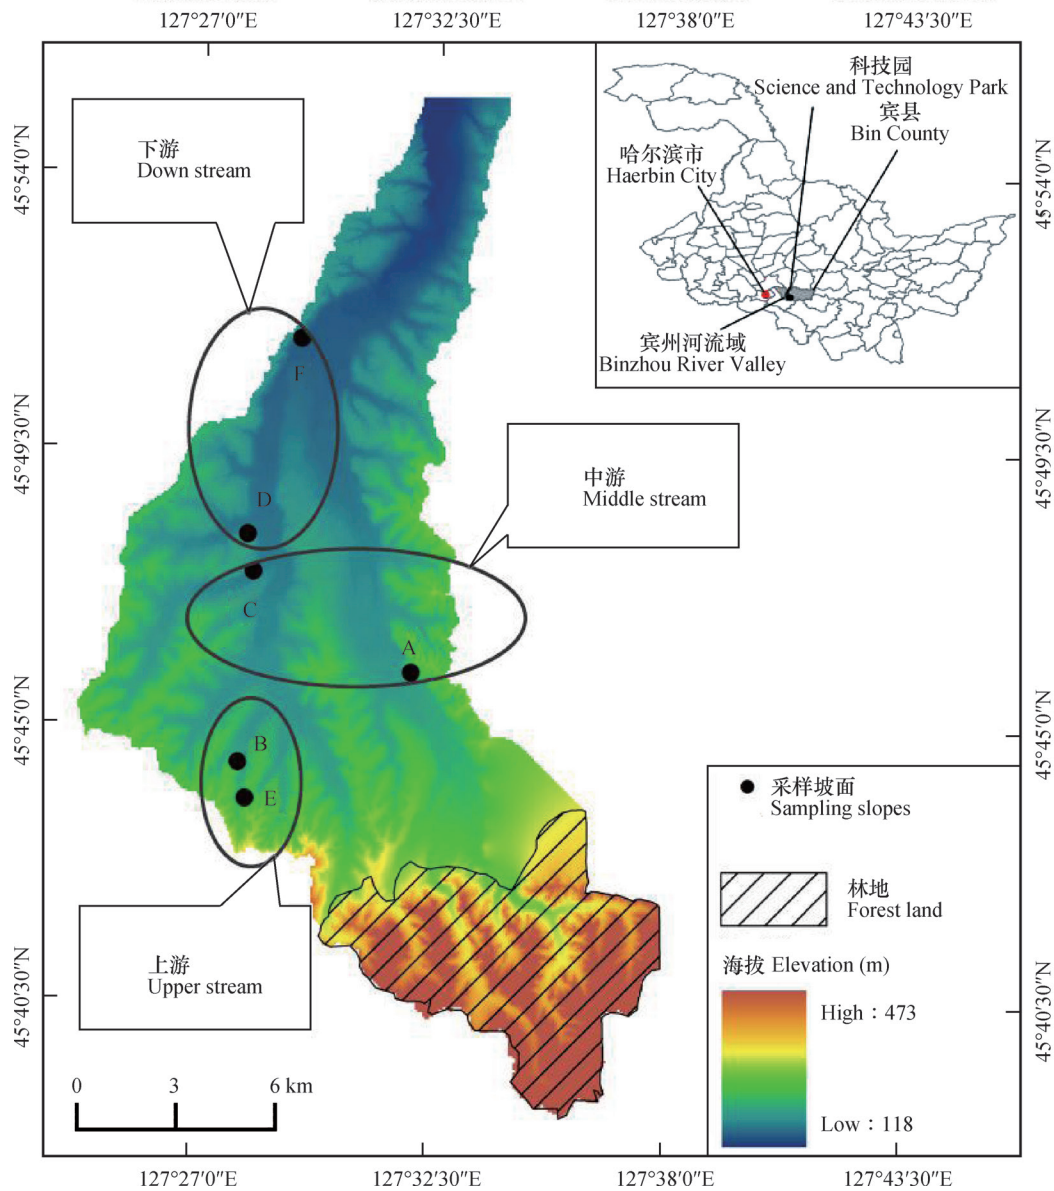 127°27′0″E
127°32′30″E
127°38′0″E
127°43′30″E
45°54′0″N
45°49′30″N
45°45′0″N
45°40′30″N
下游
Down stream
科技园
Science and Technology Park
宾县
Bin County
哈尔滨市
Haerbin City
宾州河流域
Binzhou River Valley
45°54′0″N
45°49′30″N
45°45′0″N
45°40′30″N
F
中游
Middle stream
D
C
A
B
E
上游
Upper stream
采样坡面
Sampling slopes
林地
Forest land
海拔 Elevation (m)
High：473
Low：118
0 3 6 km
127°27′0″E
127°32′30″E
127°38′0″E
127°43′30″E